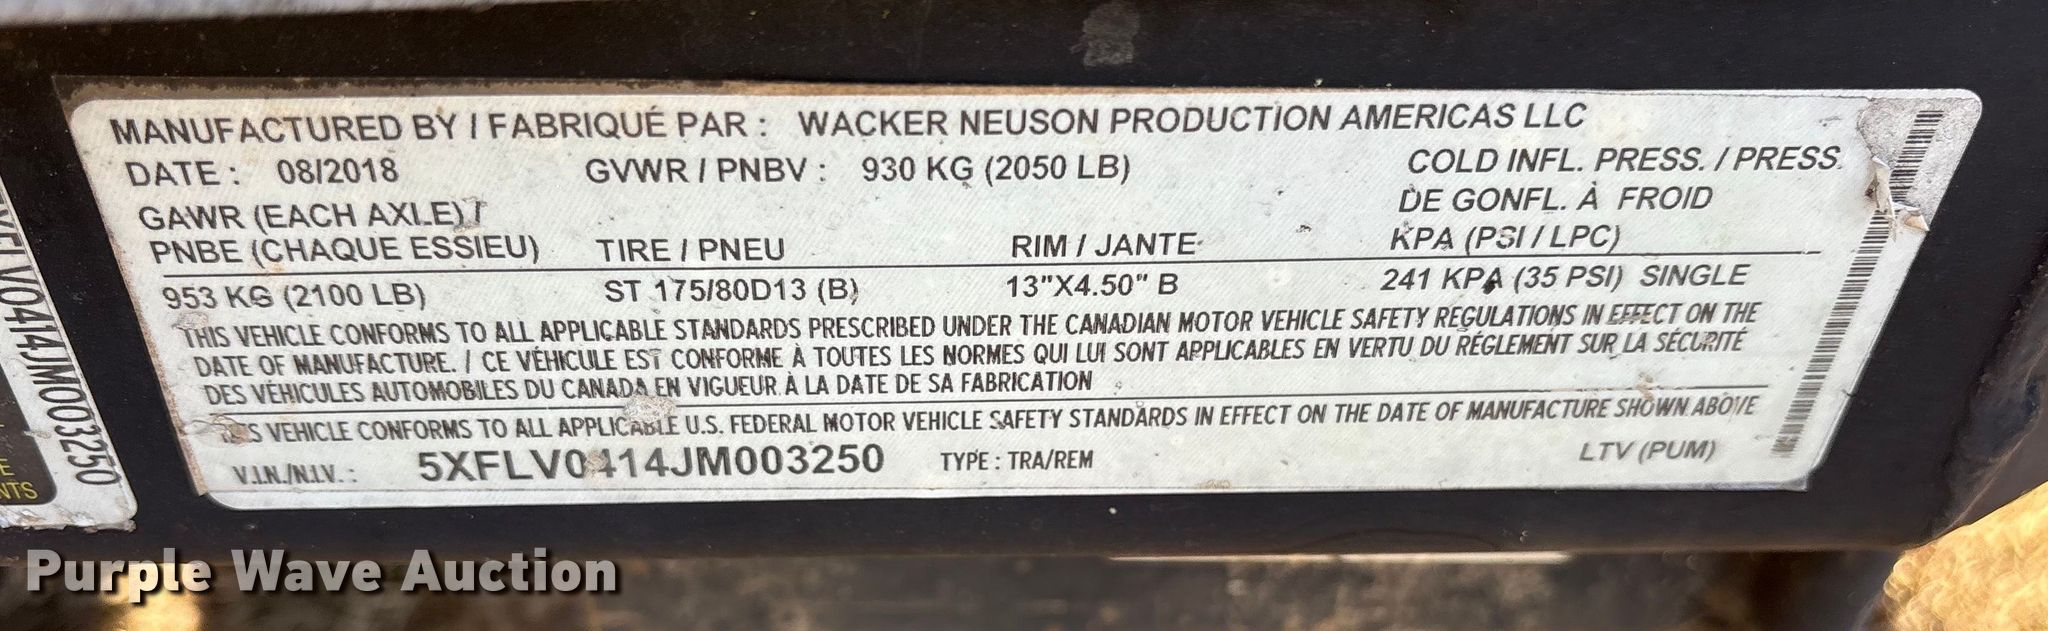 MANUFACTURED BY / FABRIQUÉ PAR : WACKER NEUSON PRODUCTION AMERICAS LLC
DATE : 08/2018 GVWR / PNBV : 930 KG (2050 LB) COLD INFL. PRESS. / PRESS.
DE GONFL. À FROID
GAWR (EACH AXLE) /
PNBE (CHAQUE ESSIEU) TIRE / PNEU RIM / JANTE KPA (PSI / LPC)
953 KG (2100 LB) ST 175/80D13 (B) 13"X4.50" B 241 KPA (35 PSI) SINGLE
THIS VEHICLE CONFORMS TO ALL APPLICABLE STANDARDS PRESCRIBED UNDER THE CANADIAN MOTOR VEHICLE SAFETY REGULATIONS IN EFFECT ON THE
DATE OF MANUFACTURE. / CE VÉHICULE EST CONFORME À TOUTES LES NORMES QUI LUI SONT APPLICABLES EN VERTU DU RÉGLEMENT SUR LA SÉCURITÉ
DES VÉHICULES AUTOMOBILES DU CANADA EN VIGUEUR À LA DATE DE SA FABRICATION
THIS VEHICLE CONFORMS TO ALL APPLICABLE U.S. FEDERAL MOTOR VEHICLE SAFETY STANDARDS IN EFFECT ON THE DATE OF MANUFACTURE SHOWN ABOVE
V.I.N./N.I.V. : 5XFLV0414JM003250 TYPE : TRA/REM LTV (PUM)
5XFLV0414JM003250
Purple Wave Auction